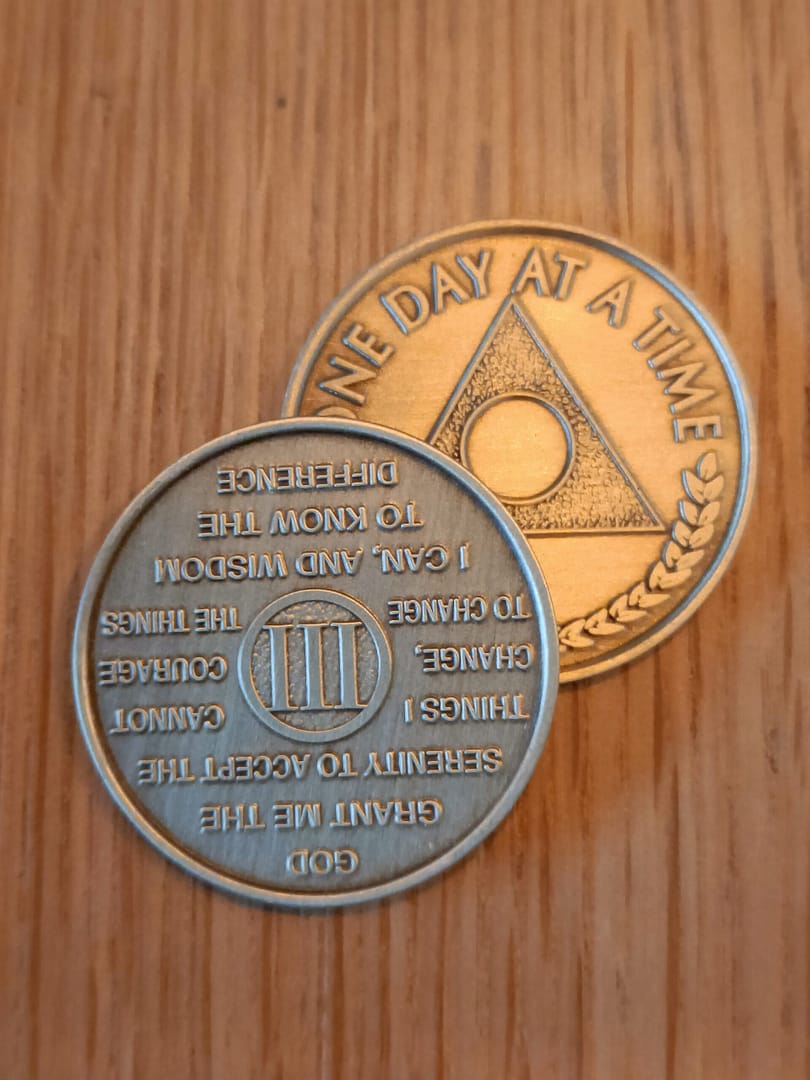 ONE DAY AT A TIME
GOD
GRANT ME THE
SERENITY TO ACCEPT THE
THINGS I CANNOT
CHANGE, COURAGE
TO CHANGE THE THINGS
I CAN, AND WISDOM
TO KNOW THE
DIFFERENCE
III